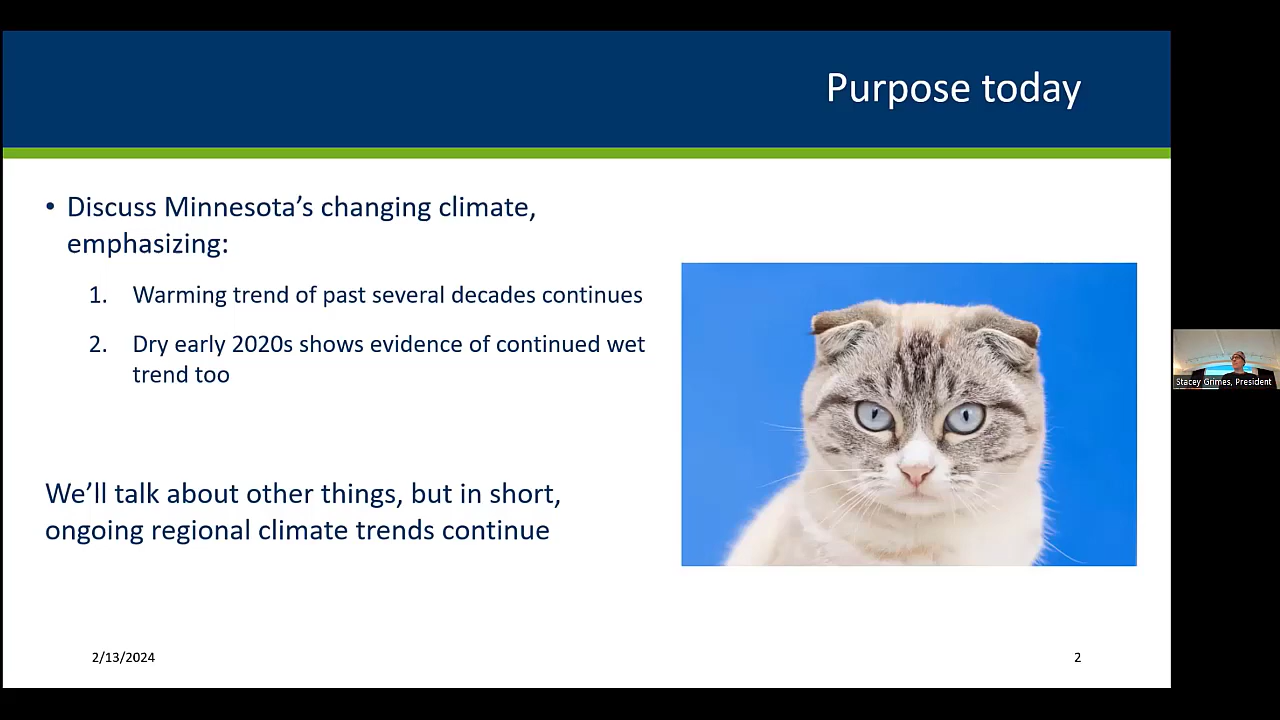 Purpose today
• Discuss Minnesota’s changing climate,
emphasizing:
1. Warming trend of past several decades continues
2. Dry early 2020s shows evidence of continued wet
trend too
We’ll talk about other things, but in short,
ongoing regional climate trends continue
2/13/2024
2
Stacey Grimes, President